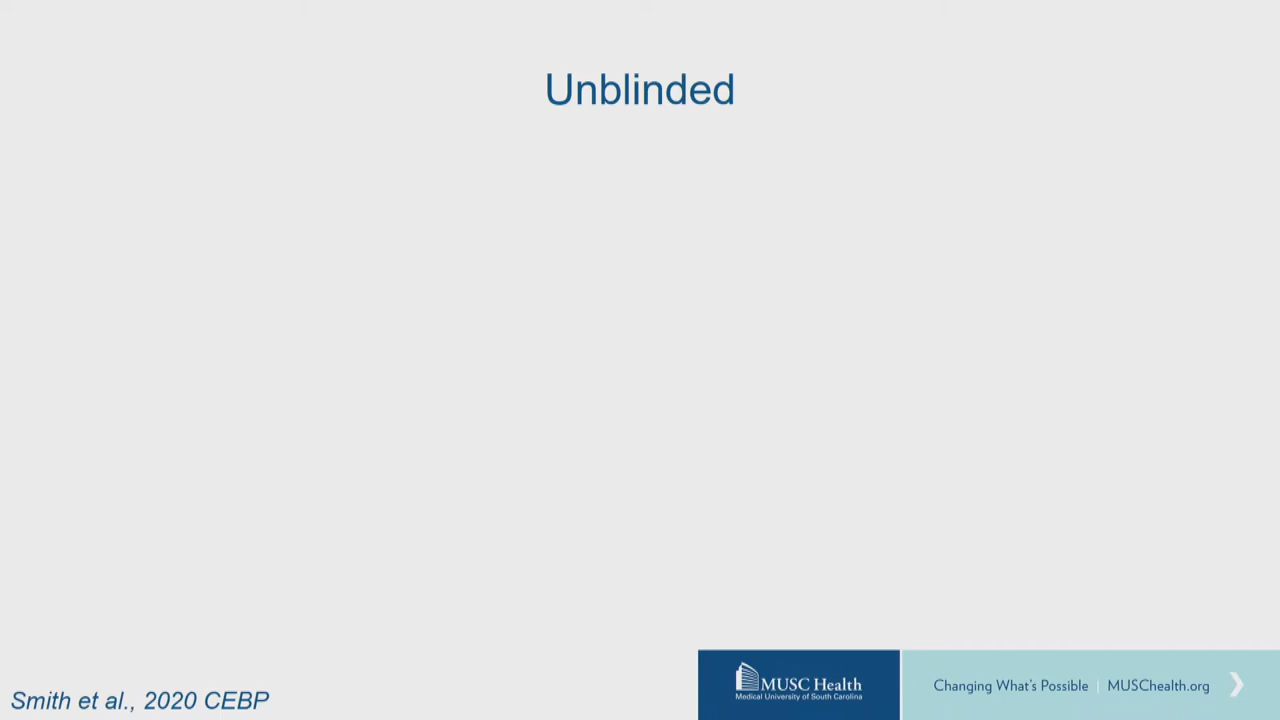 Unblinded
Smith et al., 2020 CEBP
MUSC Health
Medical University of South Carolina
Changing What's Possible | MUSChealth.org